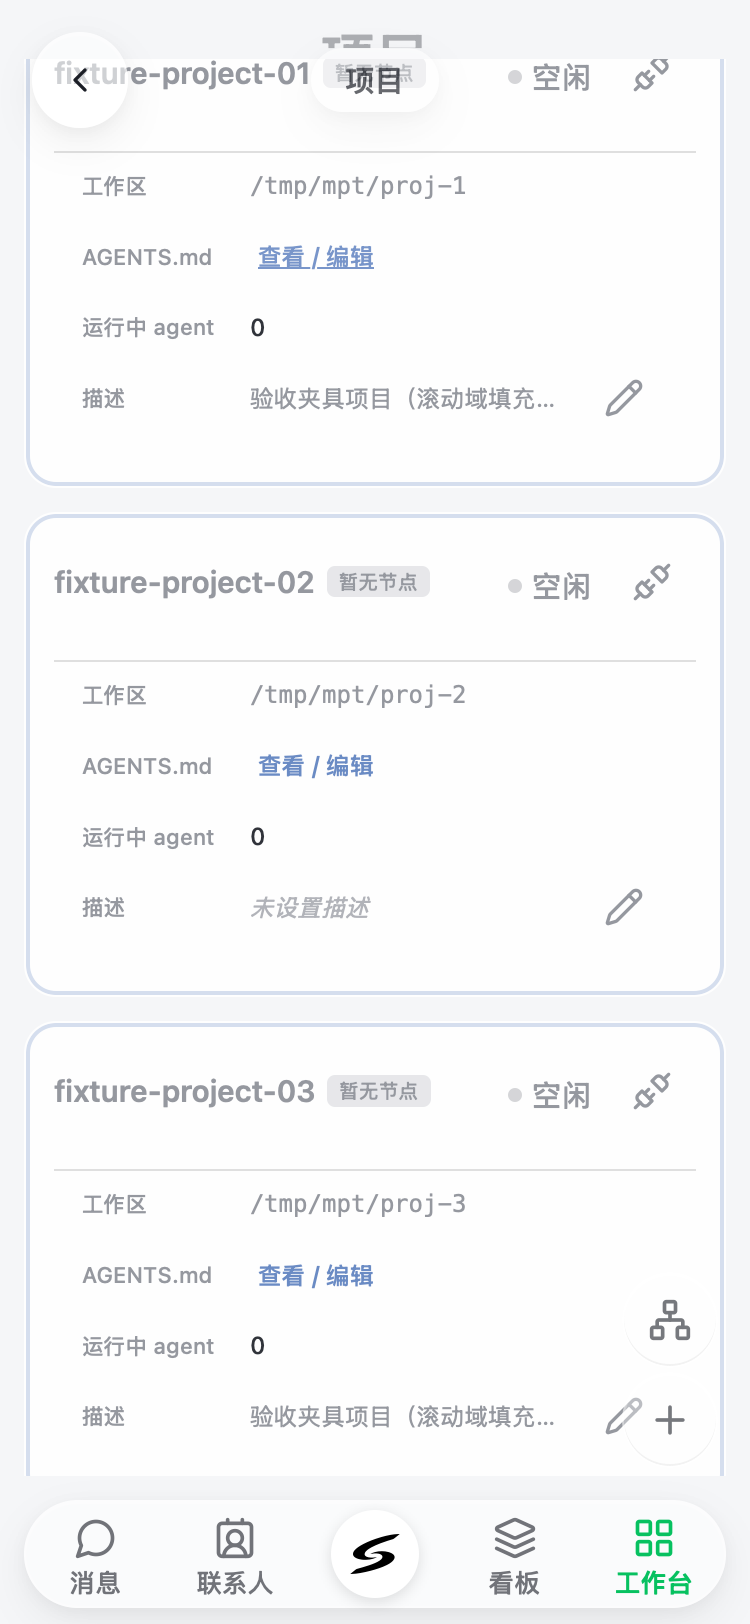 项目
fixture-project-01 暂无节点 空闲
项目
工作区 /tmp/mpt/proj-1
AGENTS.md 查看 / 编辑
运行中 agent 0
描述 验收夹具项目（滚动域填充...
fixture-project-02 暂无节点 空闲
工作区 /tmp/mpt/proj-2
AGENTS.md 查看 / 编辑
运行中 agent 0
描述 未设置描述
fixture-project-03 暂无节点 空闲
工作区 /tmp/mpt/proj-3
AGENTS.md 查看 / 编辑
运行中 agent 0
描述 验收夹具项目（滚动域填充...
消息 联系人 看板 工作台